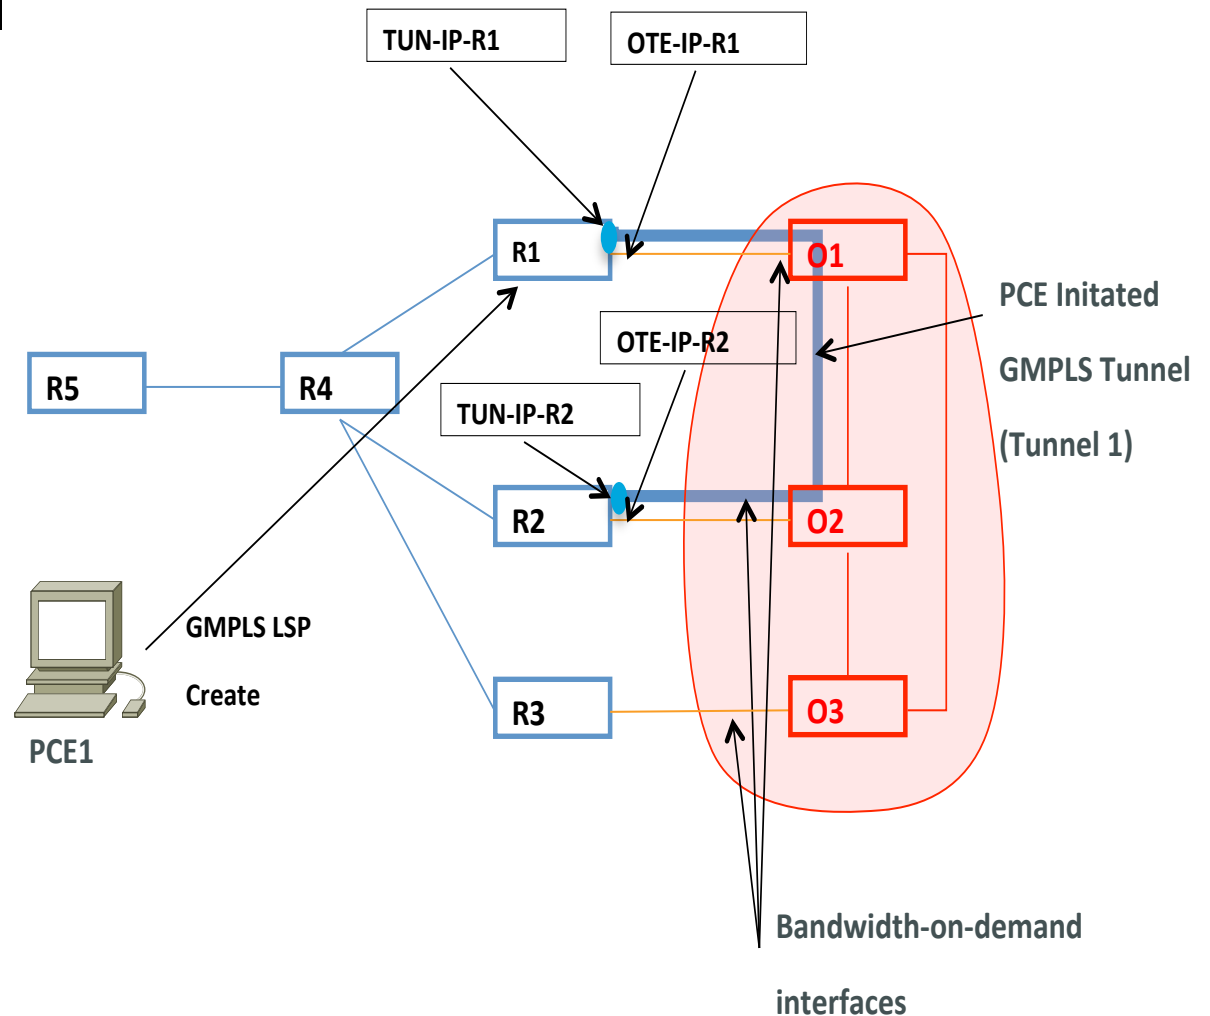 TUN-IP-R1
OTE-IP-R1
R1
O1
PCE Initated
GMPLS Tunnel
(Tunnel 1)
OTE-IP-R2
R5
R4
TUN-IP-R2
R2
O2
GMPLS LSP
Create
R3
O3
PCE1
Bandwidth-on-demand
interfaces